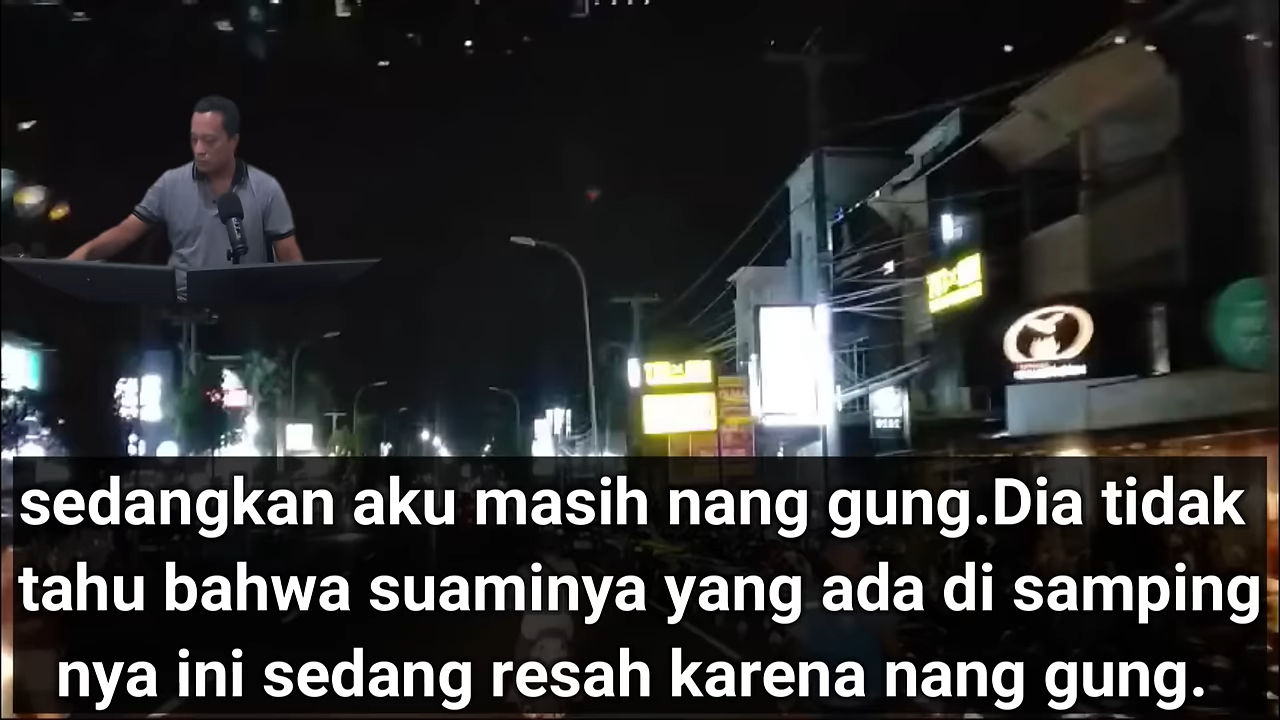 sedangkan aku masih nang gung.Dia tidak
tahu bahwa suaminya yang ada di samping
nya ini sedang resah karena nang gung.